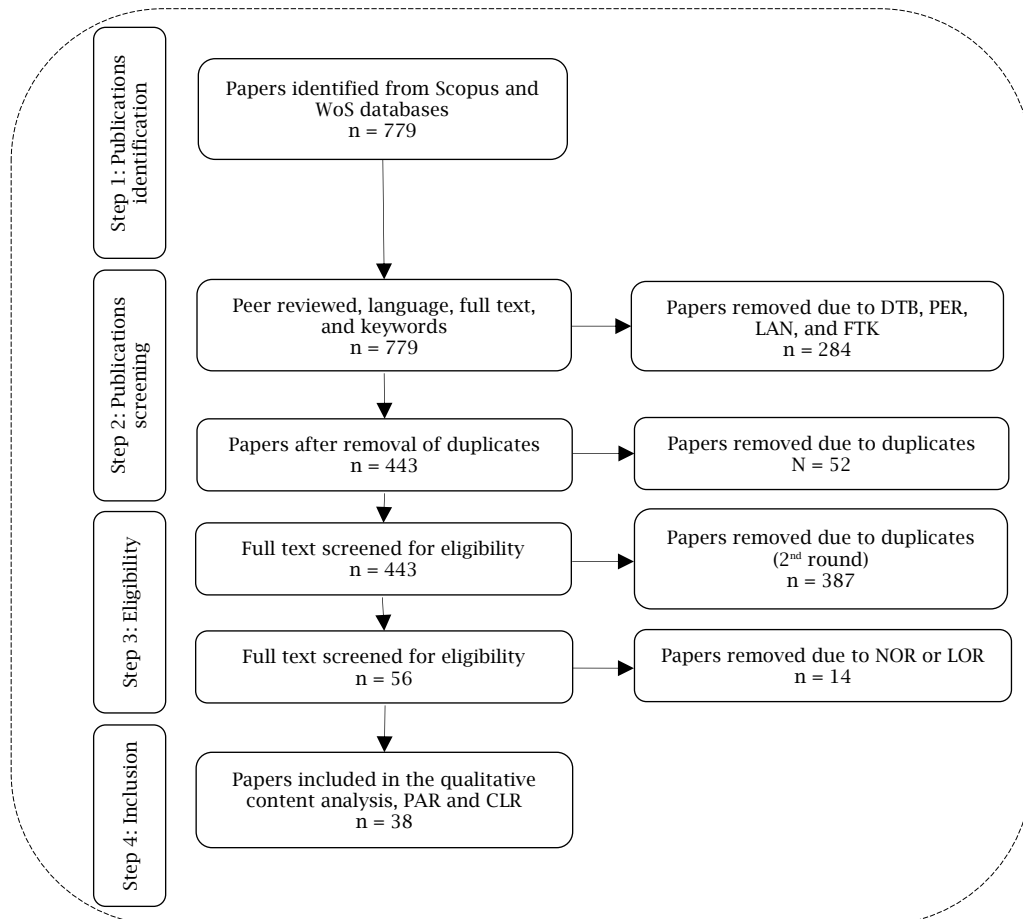 Step 1: Publications
identification
Papers identified from Scopus and
WoS databases
n = 779
Step 2: Publications
screening
Peer reviewed, language, full text,
and keywords
n = 779
Papers removed due to DTB, PER,
LAN, and FTK
n = 284
Papers after removal of duplicates
n = 443
Papers removed due to duplicates
N = 52
Step 3: Eligibility
Full text screened for eligibility
n = 443
Papers removed due to duplicates
(2nd round)
n = 387
Full text screened for eligibility
n = 56
Papers removed due to NOR or LOR
n = 14
Step 4: Inclusion
Papers included in the qualitative
content analysis, PAR and CLR
n = 38